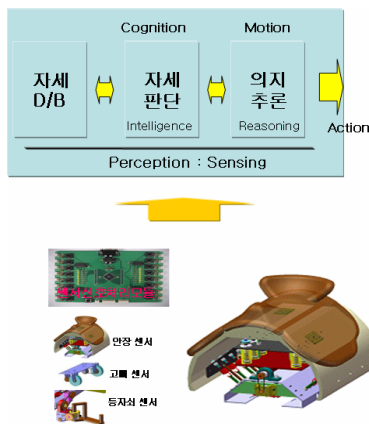 Cognition
Motion
자세
D/B
자세
판단
Intelligence
의지
추론
Reasoning
Action
Perception : Sensing
안장 센서
고삐 센서
등자쇠 센서